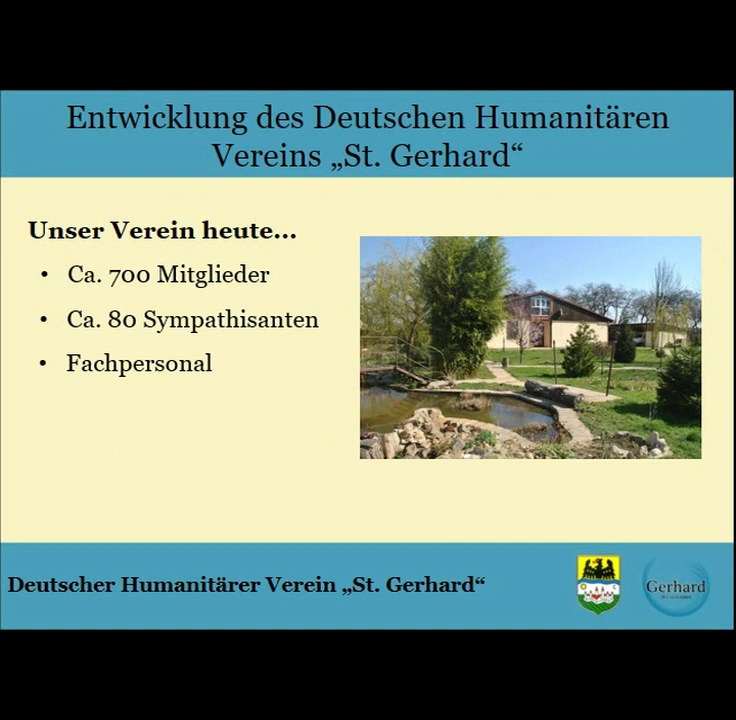 Entwicklung des Deutschen Humanitären
Vereins „St. Gerhard“
Unser Verein heute...
• Ca. 700 Mitglieder
• Ca. 80 Sympathisanten
• Fachpersonal
Deutscher Humanitärer Verein „St. Gerhard“
Gerhard